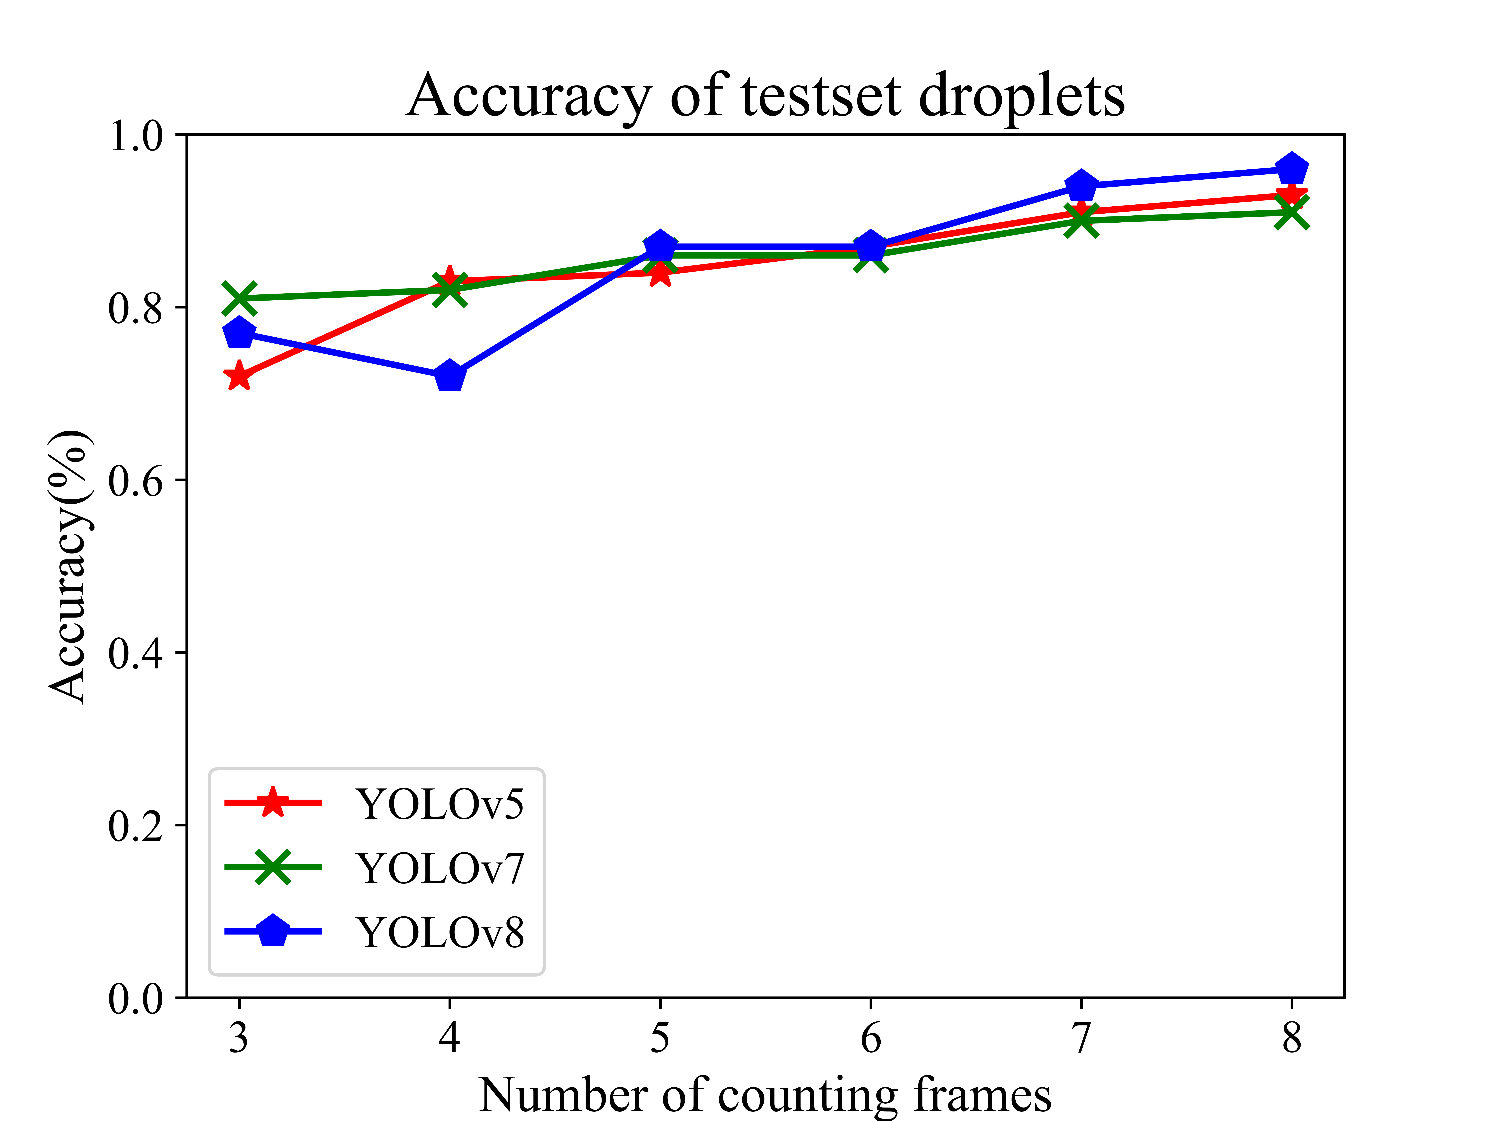 Accuracy of testset droplets
1.0
0.8
0.6
0.4
0.2
0.0
Accuracy(%)
YOLOv5
YOLOv7
YOLOv8
3 4 5 6 7 8
Number of counting frames